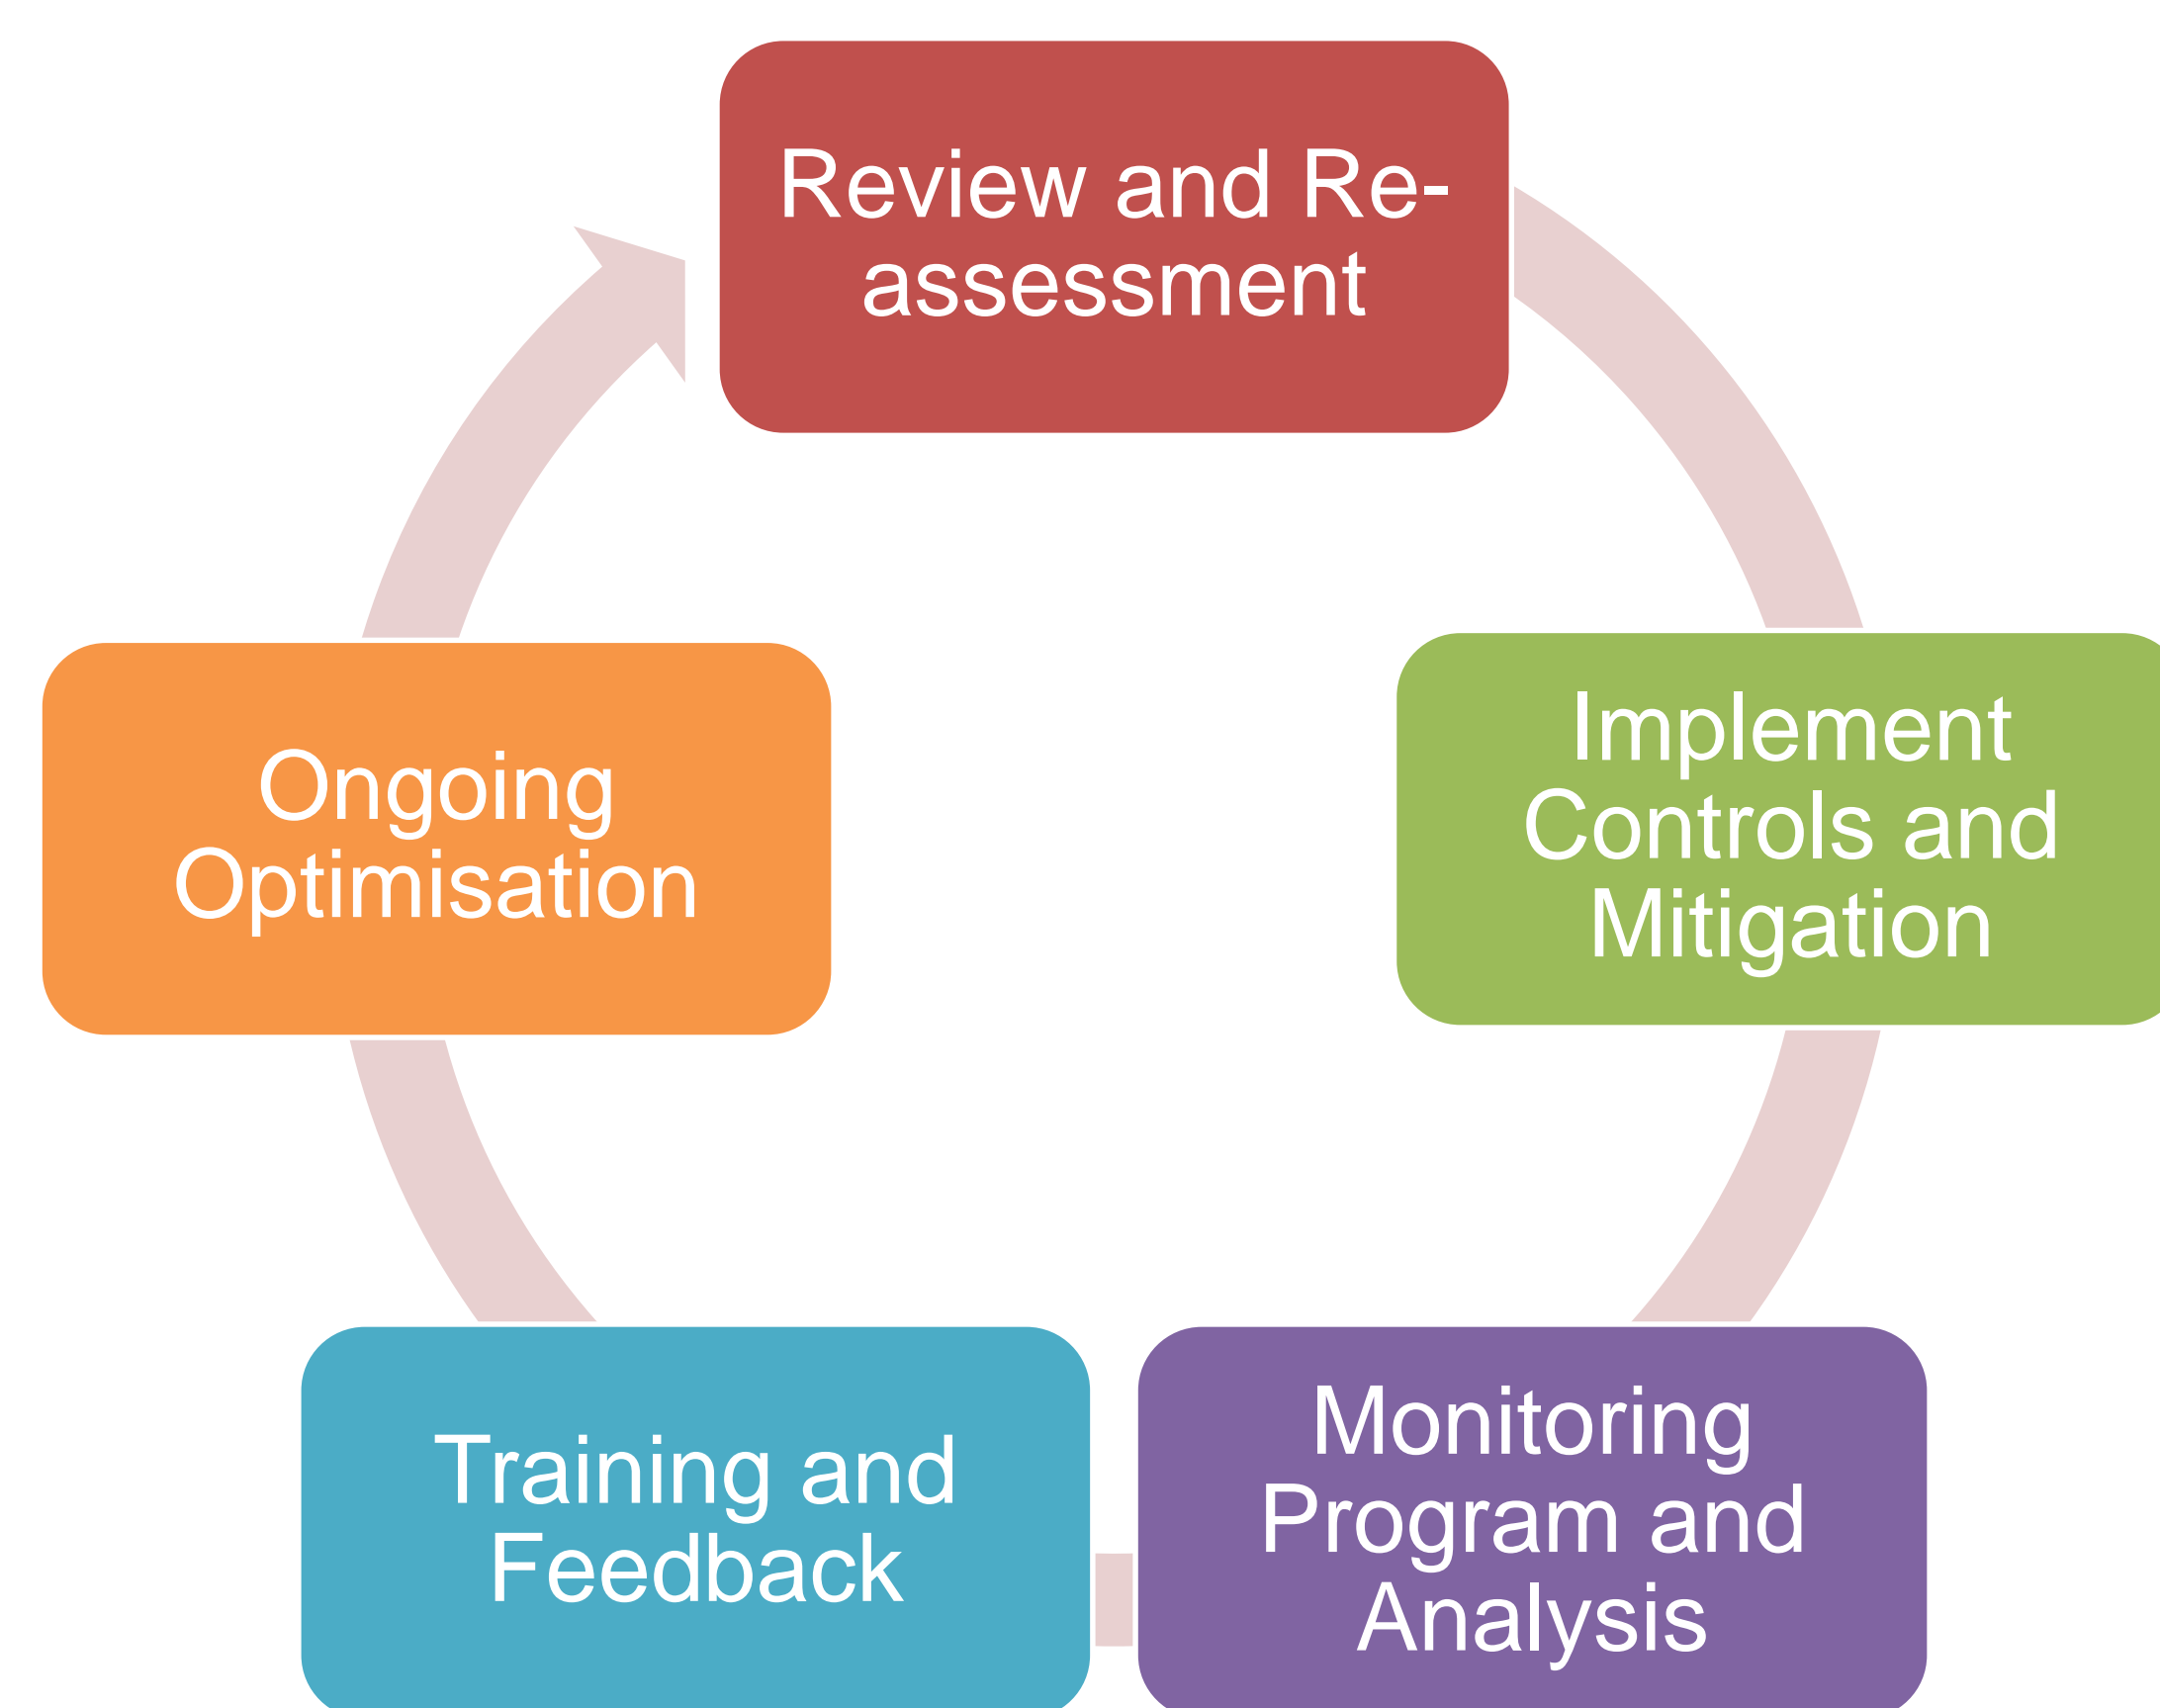 Review and Re-
assessment
Implement
Controls and
Mitigation
Monitoring
Program and
Analysis
Training and
Feedback
Ongoing
Optimisation